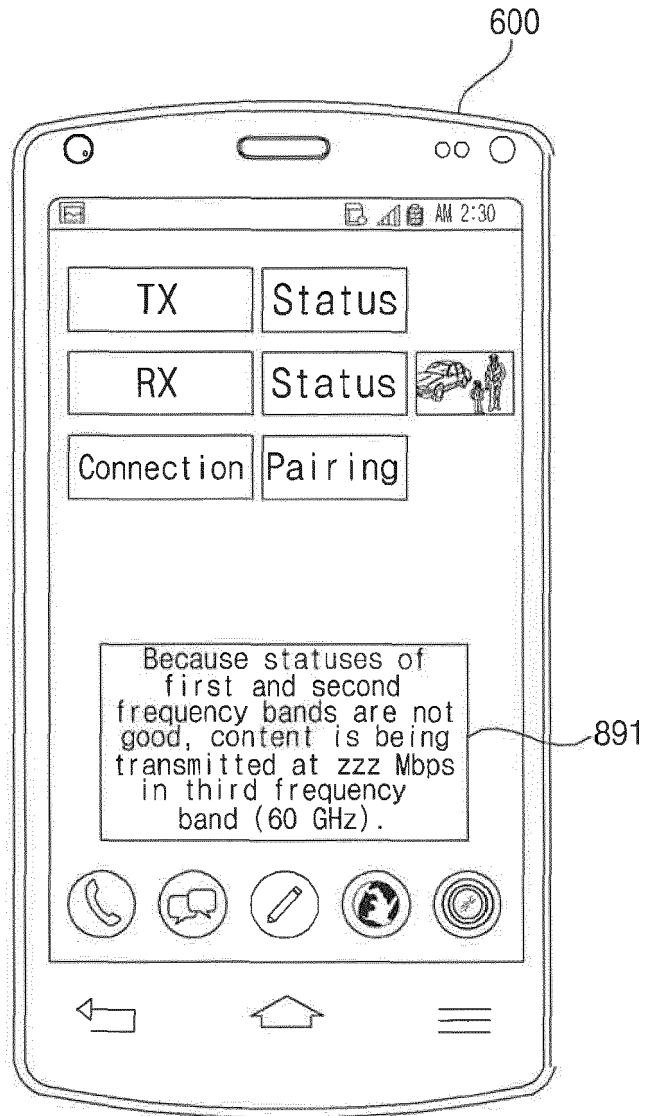 600
AM 2:30
TX Status
RX Status
Connection Pairing
Because statuses of
first and second
frequency bands are not
good, content is being
transmitted at zzz Mbps
in third frequency
band (60 GHz).
891